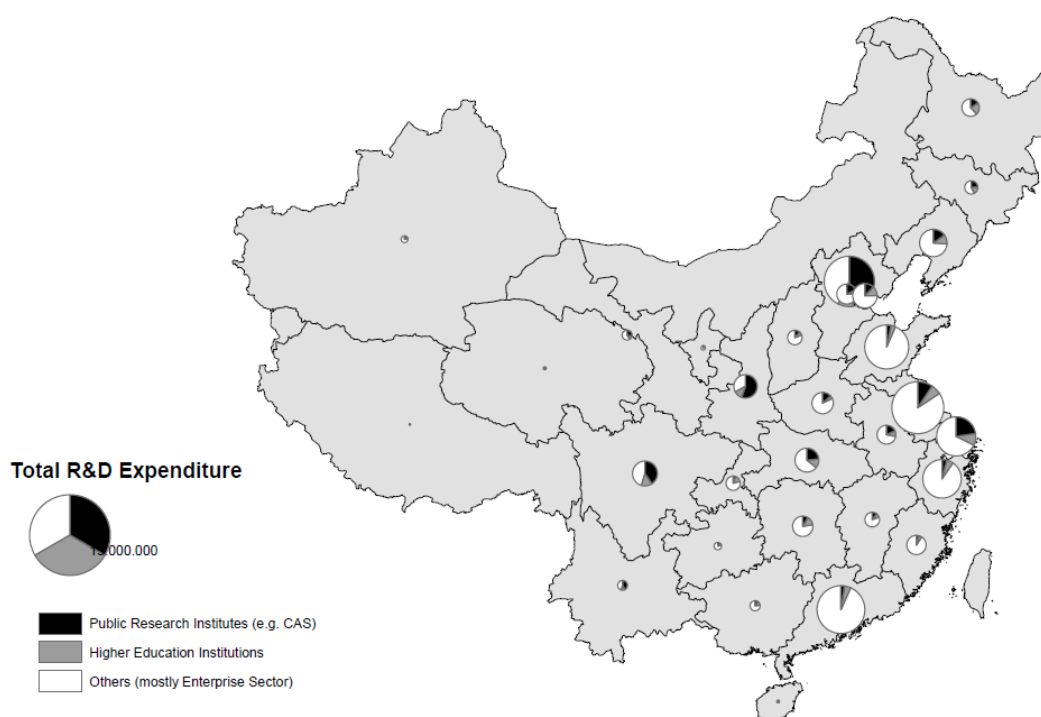 Total R&D Expenditure
Public Research Institutes (e.g. CAS)
Higher Education Institutions
Others (mostly Enterprise Sector)